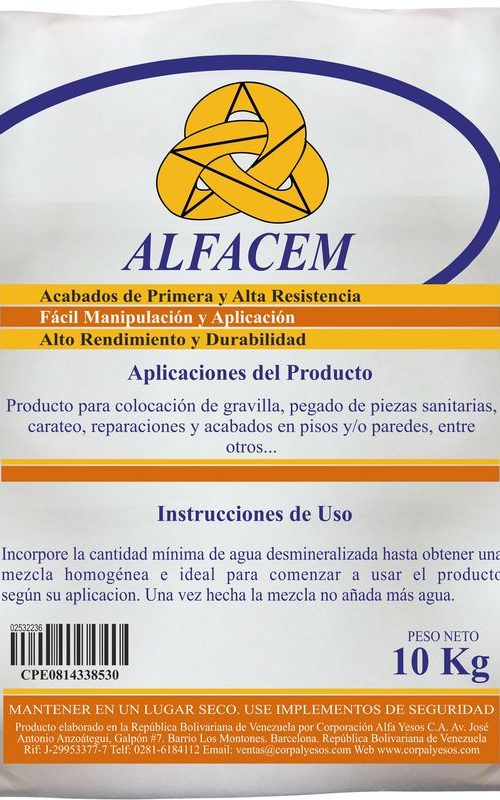 ALFACEM
Acabados de Primera y Alta Resistencia
Fácil Manipulación y Aplicación
Alto Rendimiento y Durabilidad
Aplicaciones del Producto
Producto para colocación de gravilla, pegado de piezas sanitarias,
carateo, reparaciones y acabados en pisos y/o paredes, entre
otros...
Instrucciones de Uso
Incorpore la cantidad mínima de agua desmineralizada hasta obtener una
mezcla homogénea e ideal para comenzar a usar el producto
según su aplicacion. Una vez hecha la mezcla no añada más agua.
02532236
CPE0814338530
PESO NETO
10 Kg
MANTENER EN UN LUGAR SECO. USE IMPLEMENTOS DE SEGURIDAD
Producto elaborado en la República Bolivariana de Venezuela por Corporación Alfa Yesos C.A. Av. José
Antonio Anzoátegui, Galpón #7. Barrio Los Montones. Barcelona. República Bolivariana de Venezuela
Rif: J-29953377-7 Telf: 0281-6184112 Email: ventas@corpalyesos.com Web www.corpalyesos.com